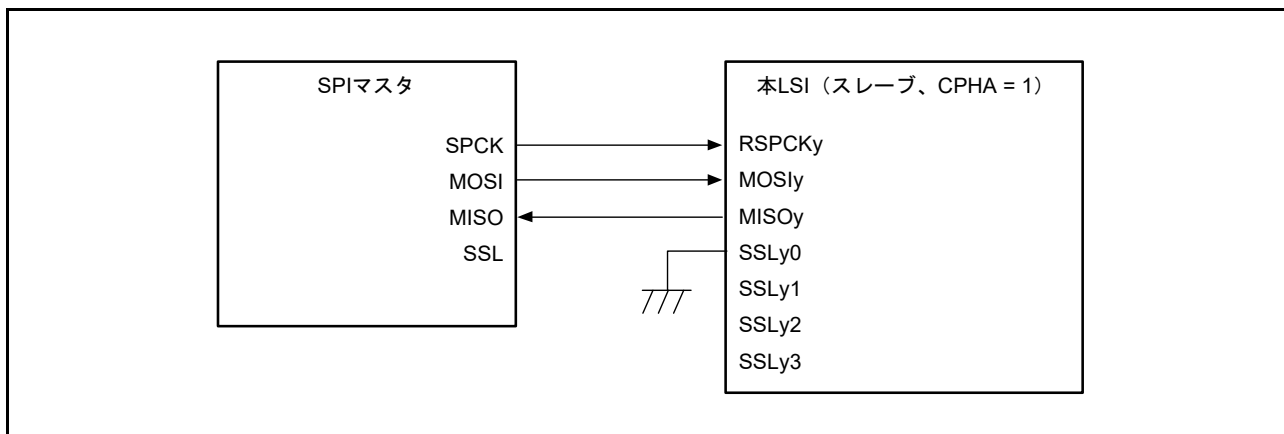 SPIマスタ
SPCK
MOSI
MISO
SSL
本LSI（スレーブ、CPHA = 1）
RSPCKy
MOSIy
MISOy
SSLy0
SSLy1
SSLy2
SSLy3